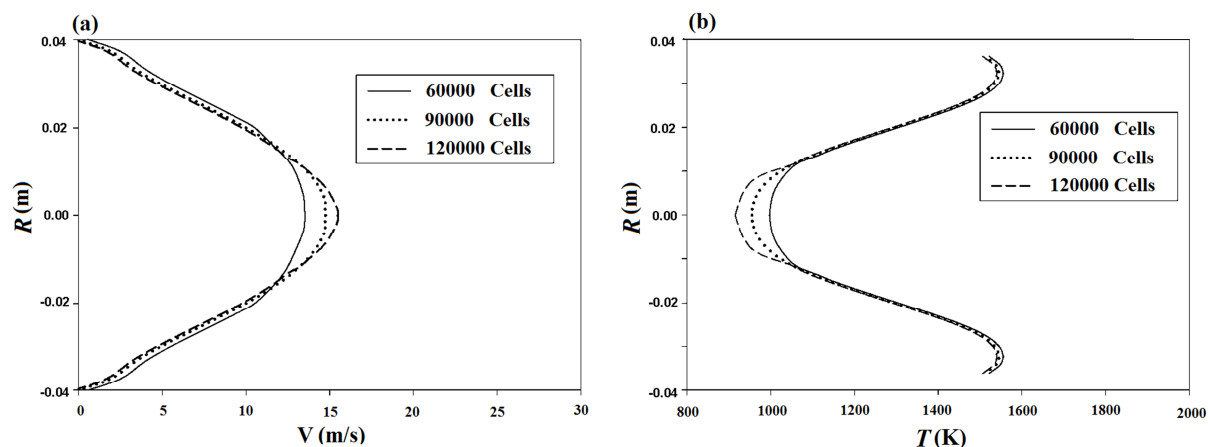 (a)
0.04
0.02
0.00
-0.02
-0.04
R (m)
0
5
10
15
20
25
30
V (m/s)
60000 Cells
90000 Cells
120000 Cells
(b)
0.04
0.02
0.00
-0.02
-0.04
R (m)
800
1000
1200
1400
1600
1800
2000
T (K)
60000 Cells
90000 Cells
120000 Cells